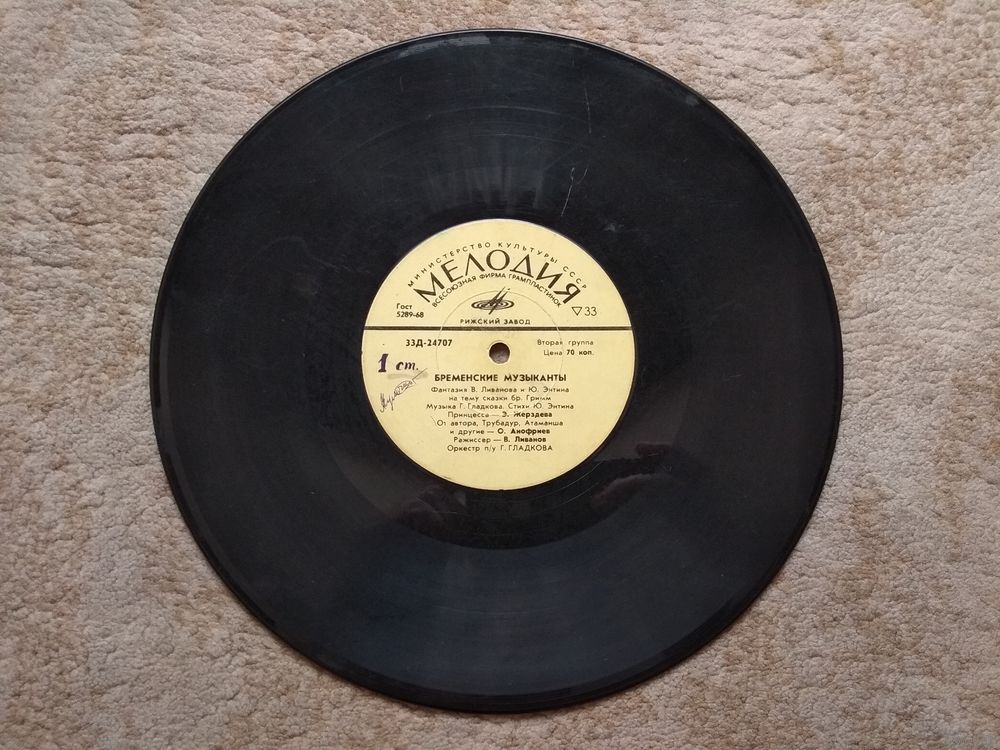 МИНИСТЕРСТВО КУЛЬТУРЫ СССР
МЕЛОДИЯ
ВСЕСОЮЗНАЯ ФИРМА ГРАМПЛАСТИНОК
Гост
5289-68
▽33
РИЖСКИЙ ЗАВОД
33Д-24707
Вторая группа
Цена 70 коп.
1 ст.
БРЕМЕНСКИЕ МУЗЫКАНТЫ
Фантазия В. Ливанова и Ю. Энтина
на тему сказки бр. Гримм
Музыка Г. Гладкова. Стихи Ю. Энтина
Принцесса — Э. Жерздева
От автора, Трубадур, Атаманша
и другие — О. Анофриев
Ражиссер — В. Ливанов
Оркестр п/у Г. ГЛАДКОВА